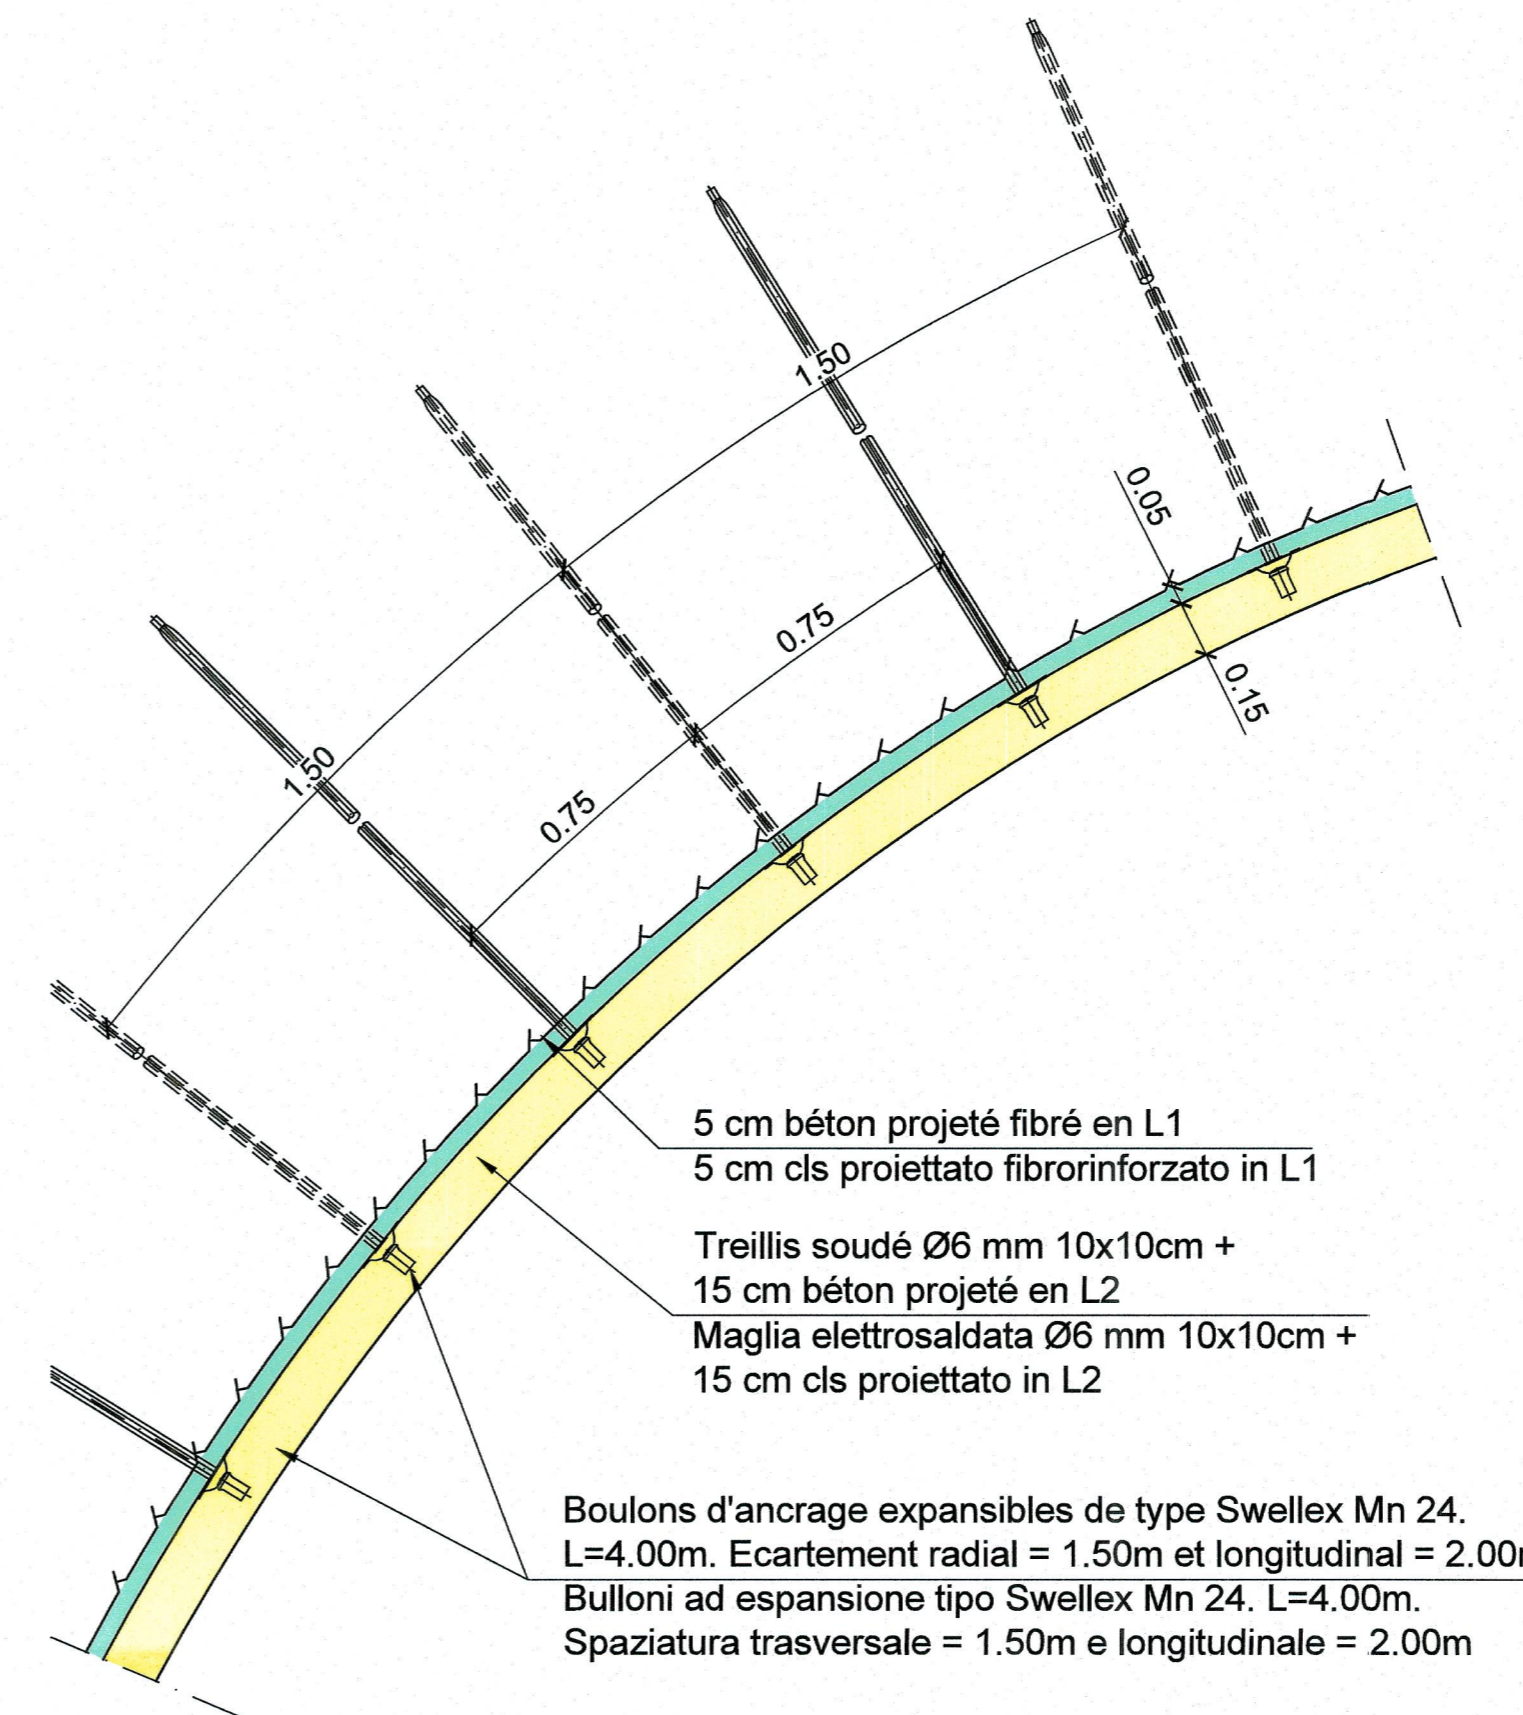 1.50
0.05
0.75
0.15
1.50
0.75
5 cm béton projeté fibré en L1
5 cm cls proiettato fibrorinforzato in L1
Treillis soudé Ø6 mm 10x10cm +
15 cm béton projeté en L2
Maglia elettrosaldata Ø6 mm 10x10cm +
15 cm cls proiettato in L2
Boulons d'ancrage expansibles de type Swellex Mn 24.
L=4.00m. Ecartement radial = 1.50m et longitudinal = 2.00m
Bulloni ad espansione tipo Swellex Mn 24. L=4.00m.
Spaziatura trasversale = 1.50m e longitudinale = 2.00m